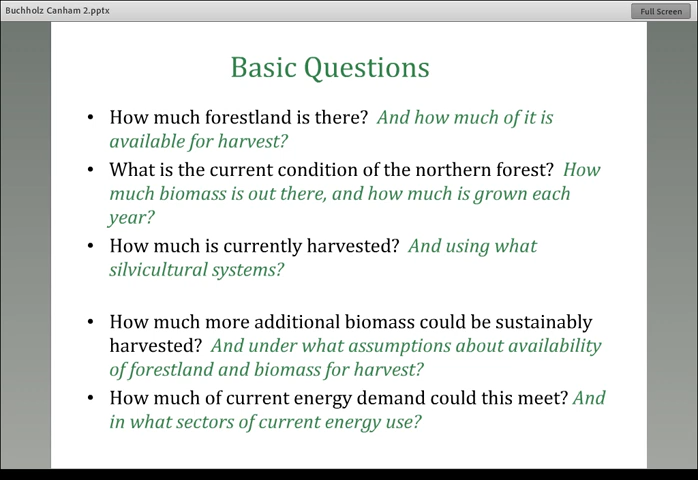 Buchholz Canham 2.pptx
Full Screen
Basic Questions
• How much forestland is there? And how much of it is
available for harvest?
• What is the current condition of the northern forest? How
much biomass is out there, and how much is grown each
year?
• How much is currently harvested? And using what
silvicultural systems?
• How much more additional biomass could be sustainably
harvested? And under what assumptions about availability
of forestland and biomass for harvest?
• How much of current energy demand could this meet? And
in what sectors of current energy use?